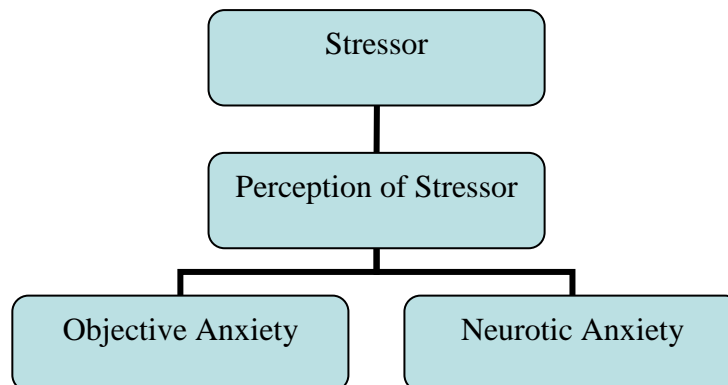 Stressor
Perception of Stressor
Objective Anxiety
Neurotic Anxiety